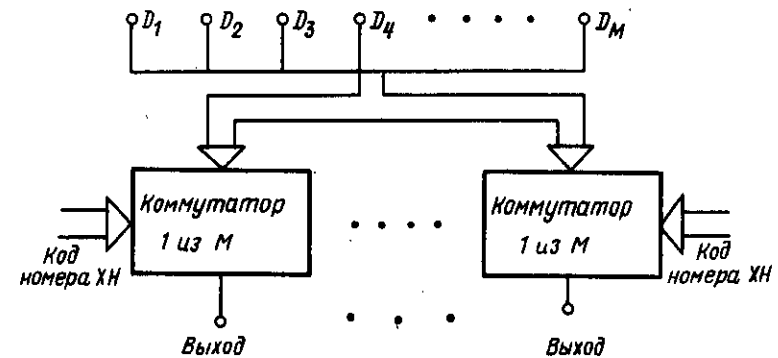 D1 D2 D3 D4 • • • • DM
Коммутатор
1 из M
• • • •
Коммутатор
1 из M
Код
номера ХН
Код
номера ХН
Выход
• • • •
Выход